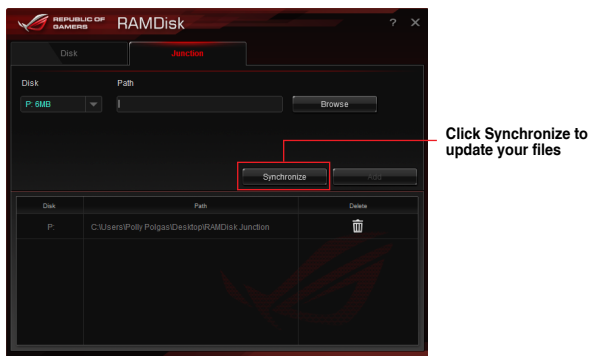 REPUBLIC OF
GAMERS
RAMDisk
? X
Disk
Junction
Disk Path
P: 6MB
Browse
Synchronize
Add
Disk Path Delete
P: C:\Users\Polly Polgas\Desktop\RAMDisk Junction
Click Synchronize to
update your files